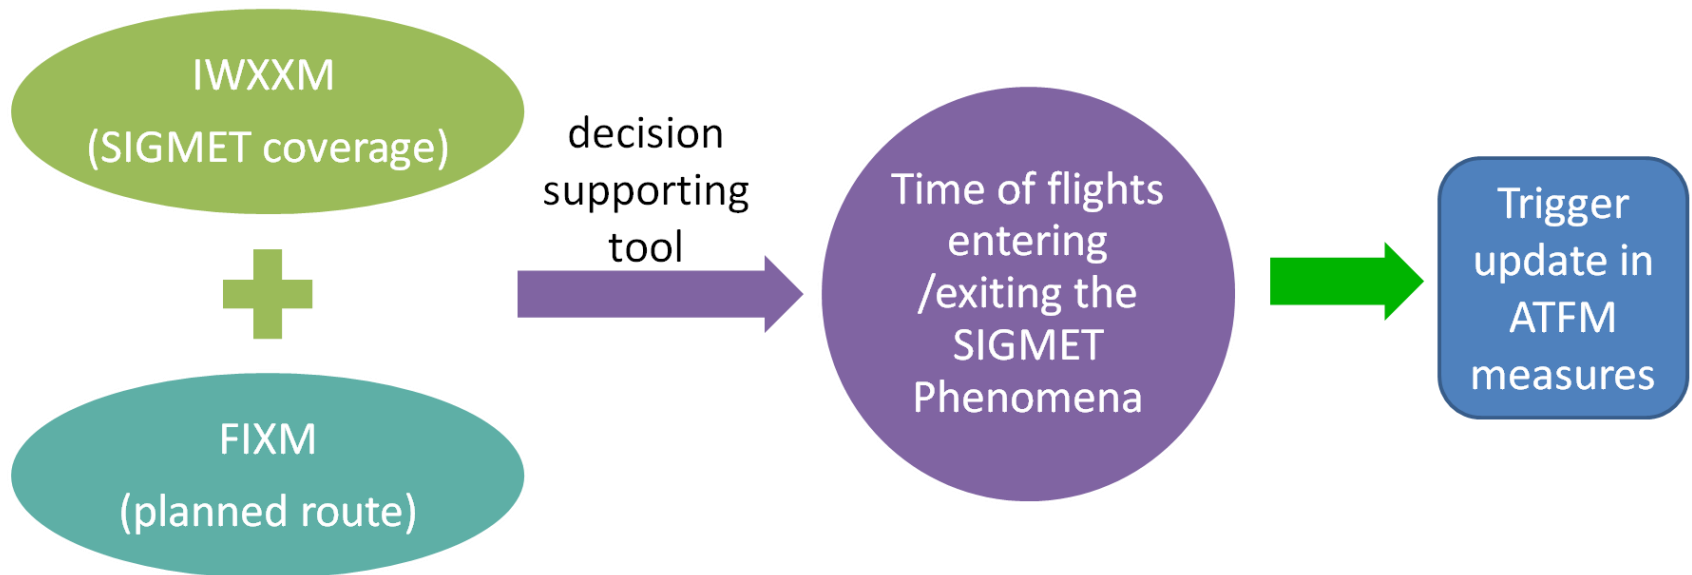 IWXXM
(SIGMET coverage)
FIXM
(planned route)
decision
supporting
tool
Time of flights
entering
/exiting the
SIGMET
Phenomena
Trigger
update in
ATFM
measures